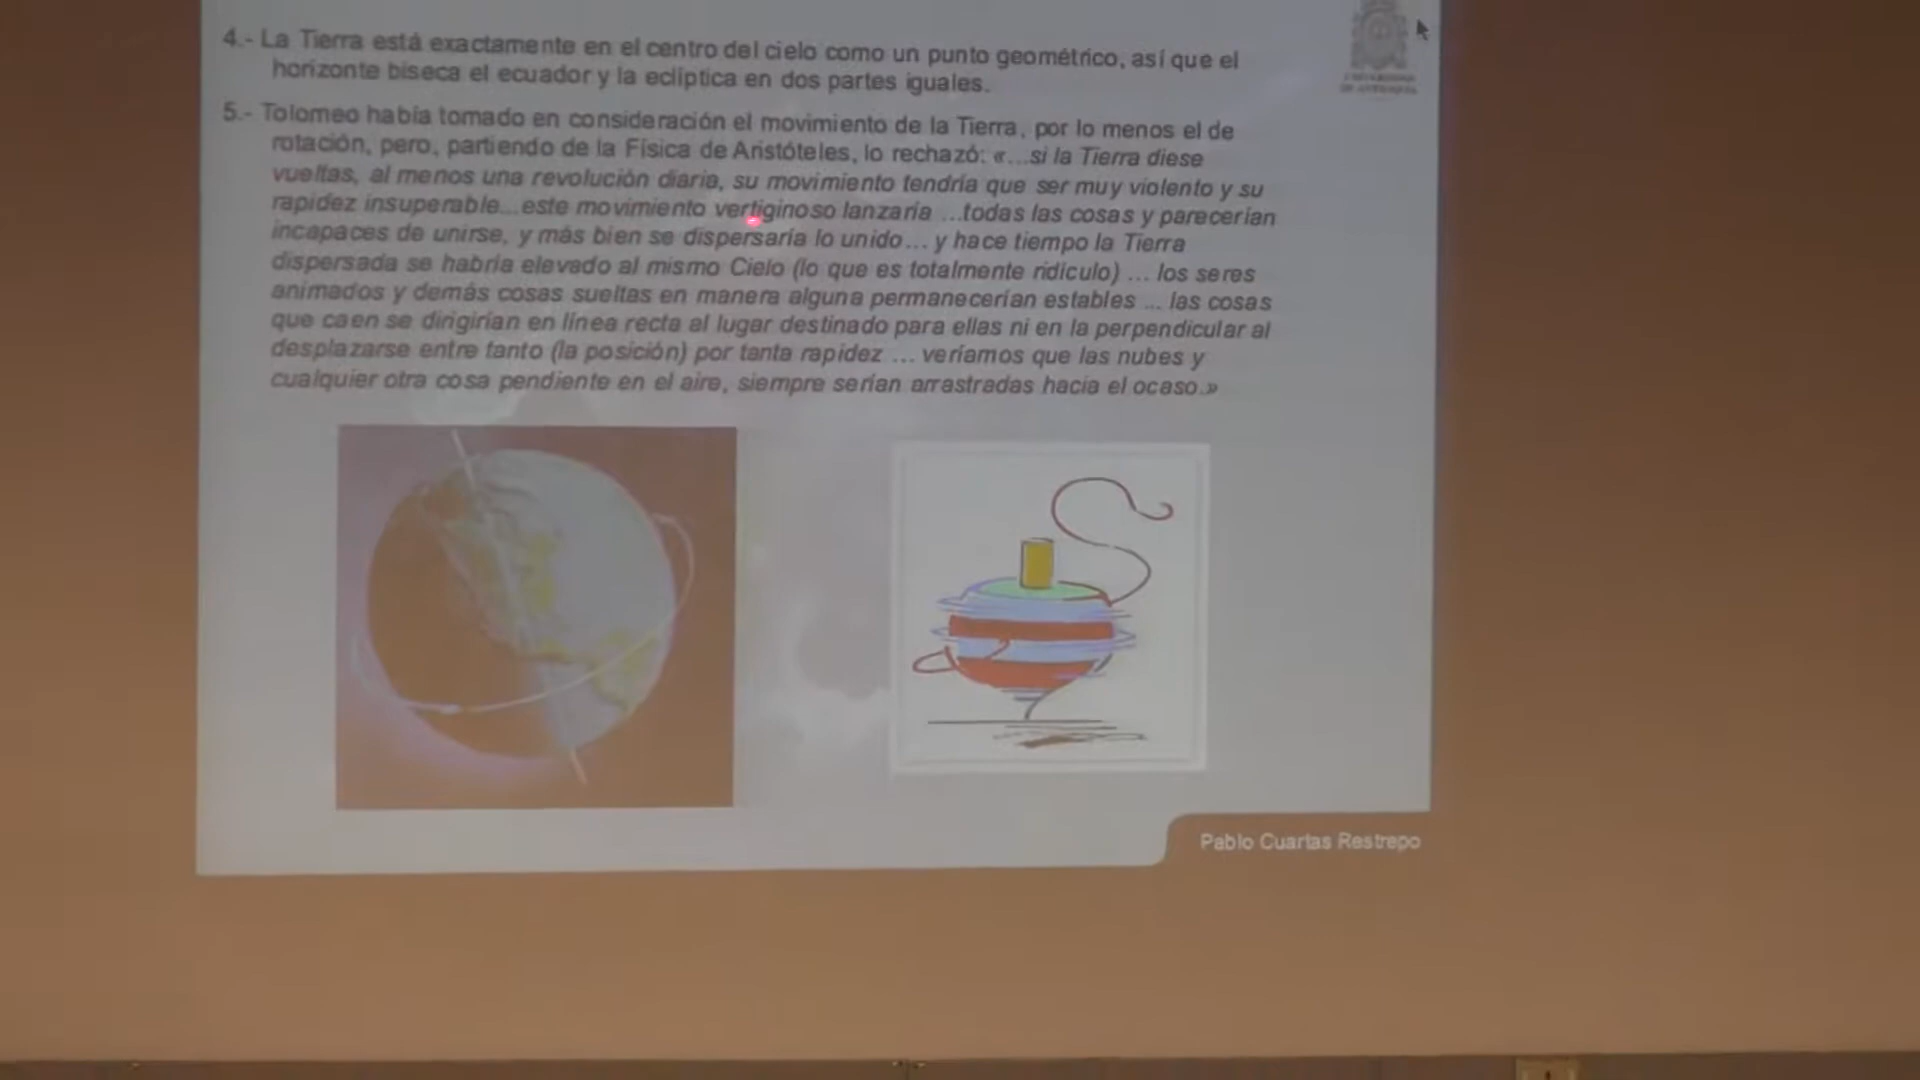 4.- La Tierra está exactamente en el centro del cielo como un punto geométrico, así que el
horizonte biseca el ecuador y la eclíptica en dos partes iguales.
5.- Tolomeo había tomado en consideración el movimiento de la Tierra, por lo menos el de
rotación, pero, partiendo de la Física de Aristóteles, lo rechazó: «...si la Tierra diese
vueltas, al menos una revolución diaria, su movimiento tendría que ser muy violento y su
rapidez insuperable...este movimiento vertiginoso lanzaría ...todas las cosas y parecerían
incapaces de unirse, y más bien se dispersaría lo unido... y hace tiempo la Tierra
dispersada se habría elevado al mismo Cielo (lo que es totalmente ridículo) ... los seres
animados y demás cosas sueltas en manera alguna permanecerían estables ... las cosas
que caen se dirigirían en línea recta al lugar destinado para ellas ni en la perpendicular al
desplazarse entre tanto (la posición) por tanta rapidez ... veríamos que las nubes y
cualquier otra cosa pendiente en el aire, siempre serían arrastradas hacia el ocaso.»
Pablo Cuartas Restrepo